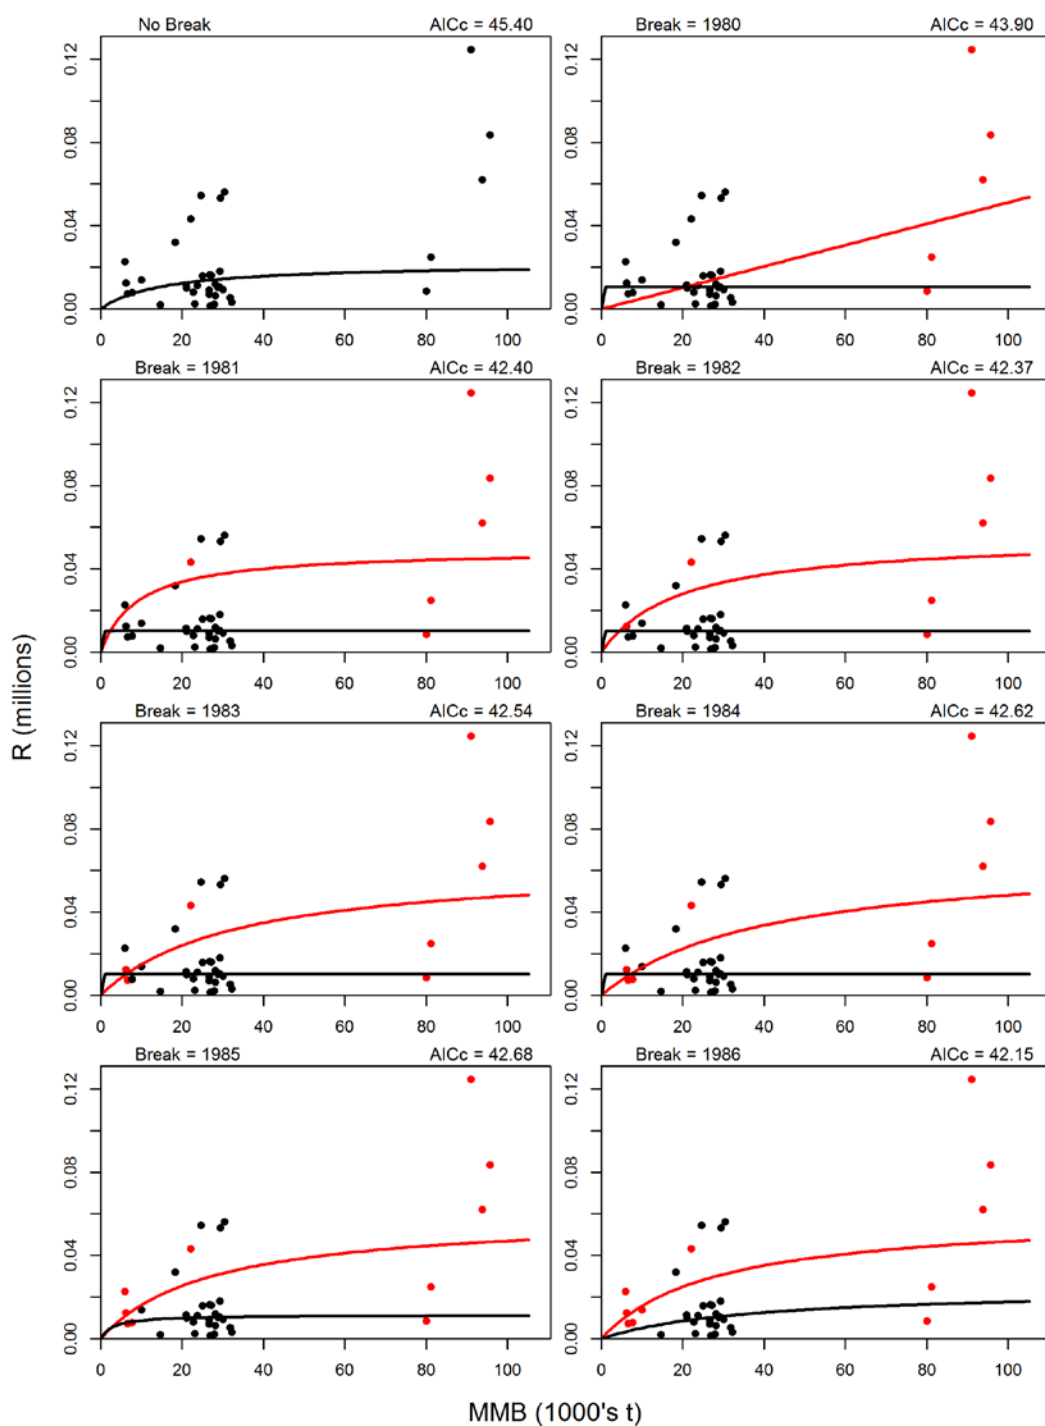 No Break AICc = 45.40
Break = 1980 AICc = 43.90
0.00 0.04 0.08 0.12
0 20 40 60 80 100
0.00 0.04 0.08 0.12
0 20 40 60 80 100
Break = 1981 AICc = 42.40
Break = 1982 AICc = 42.37
0.00 0.04 0.08 0.12
0 20 40 60 80 100
0.00 0.04 0.08 0.12
0 20 40 60 80 100
R (millions)
Break = 1983 AICc = 42.54
Break = 1984 AICc = 42.62
0.00 0.04 0.08 0.12
0 20 40 60 80 100
0.00 0.04 0.08 0.12
0 20 40 60 80 100
Break = 1985 AICc = 42.68
Break = 1986 AICc = 42.15
0.00 0.04 0.08 0.12
0 20 40 60 80 100
0.00 0.04 0.08 0.12
0 20 40 60 80 100
MMB (1000's t)